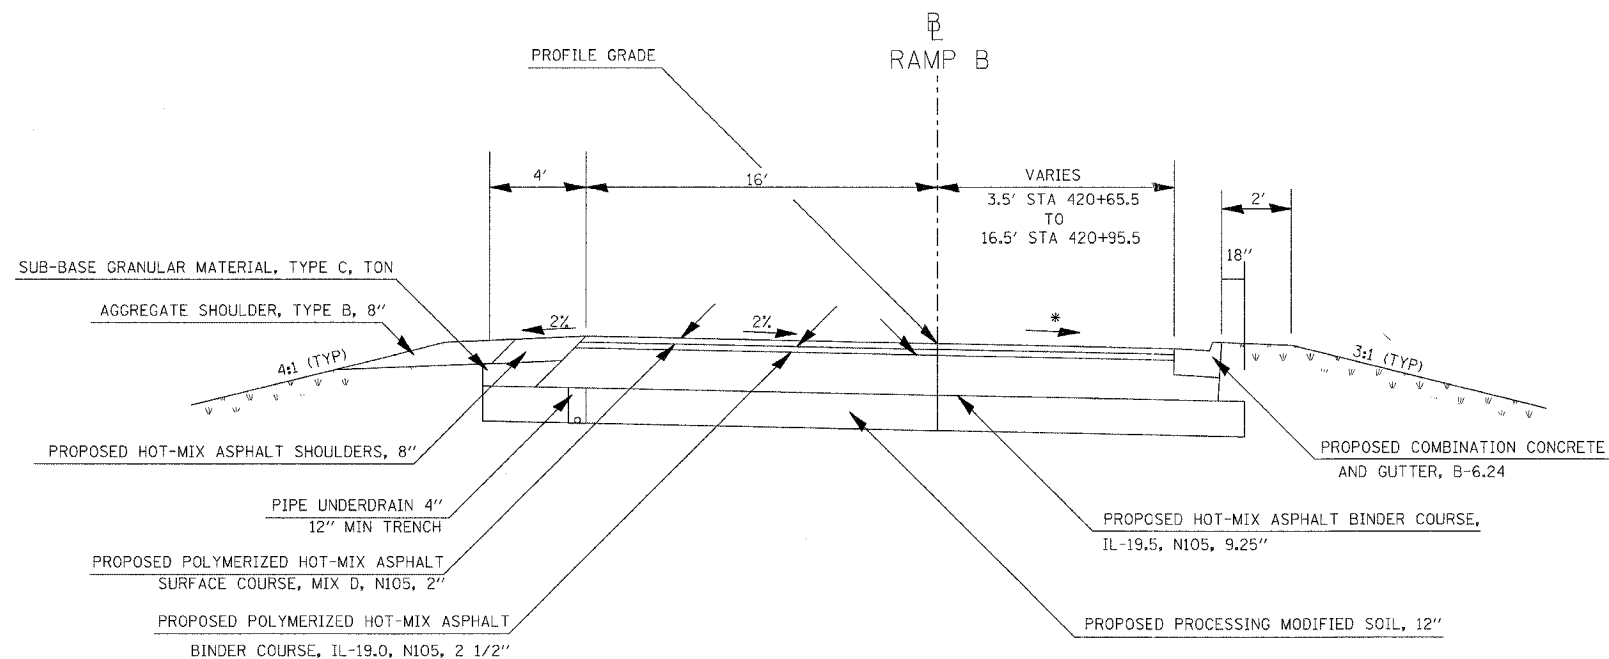 BL
RAMP B
PROFILE GRADE
4'
16'
VARIES
3.5' STA 420+65.5
TO
16.5' STA 420+95.5
2'
18"
SUB-BASE GRANULAR MATERIAL, TYPE C, TON
AGGREGATE SHOULDER, TYPE B, 8"
2%
2%
*
4:1 (TYP)
3:1 (TYP)
PROPOSED HOT-MIX ASPHALT SHOULDERS, 8"
PROPOSED COMBINATION CONCRETE
AND GUTTER, B-6.24
PIPE UNDERDRAIN 4"
12" MIN TRENCH
PROPOSED HOT-MIX ASPHALT BINDER COURSE,
IL-19.5, N105, 9.25"
PROPOSED POLYMERIZED HOT-MIX ASPHALT
SURFACE COURSE, MIX D, N105, 2"
PROPOSED POLYMERIZED HOT-MIX ASPHALT
BINDER COURSE, IL-19.0, N105, 2 1/2"
PROPOSED PROCESSING MODIFIED SOIL, 12"